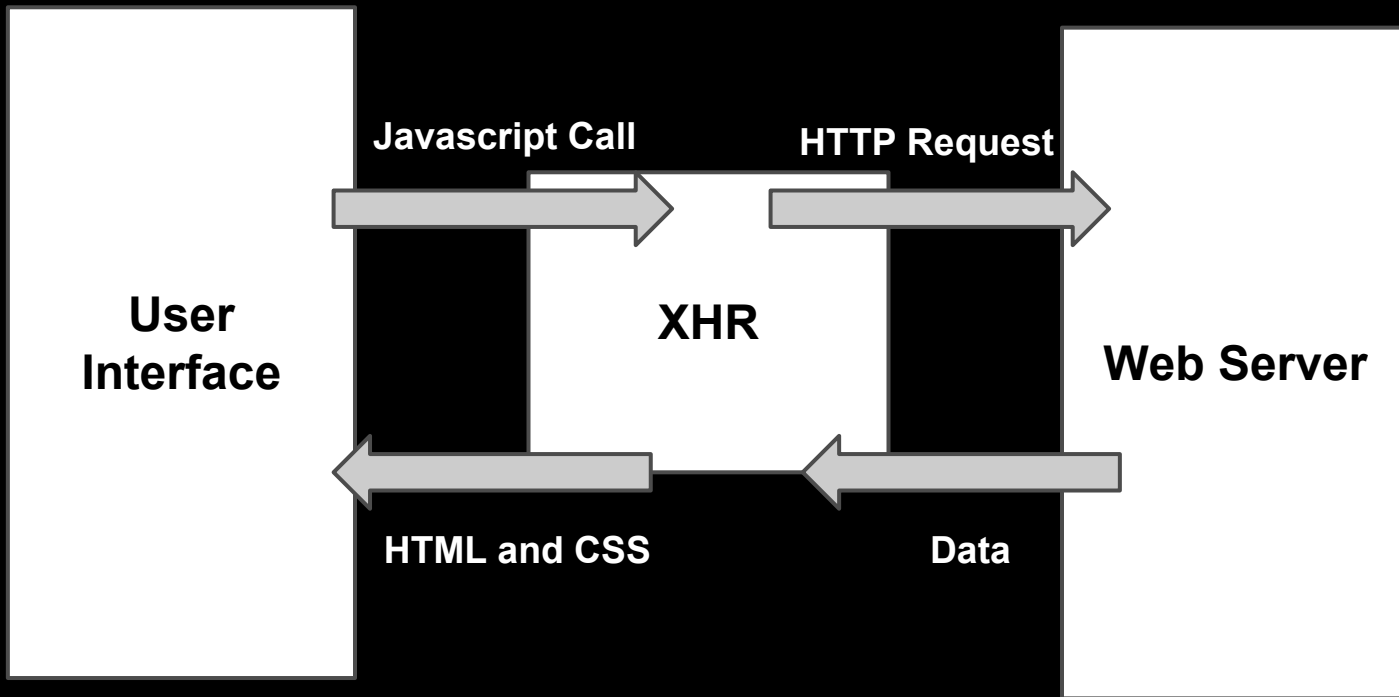 Javascript Call
HTTP Request
User
Interface
XHR
Web Server
HTML and CSS
Data